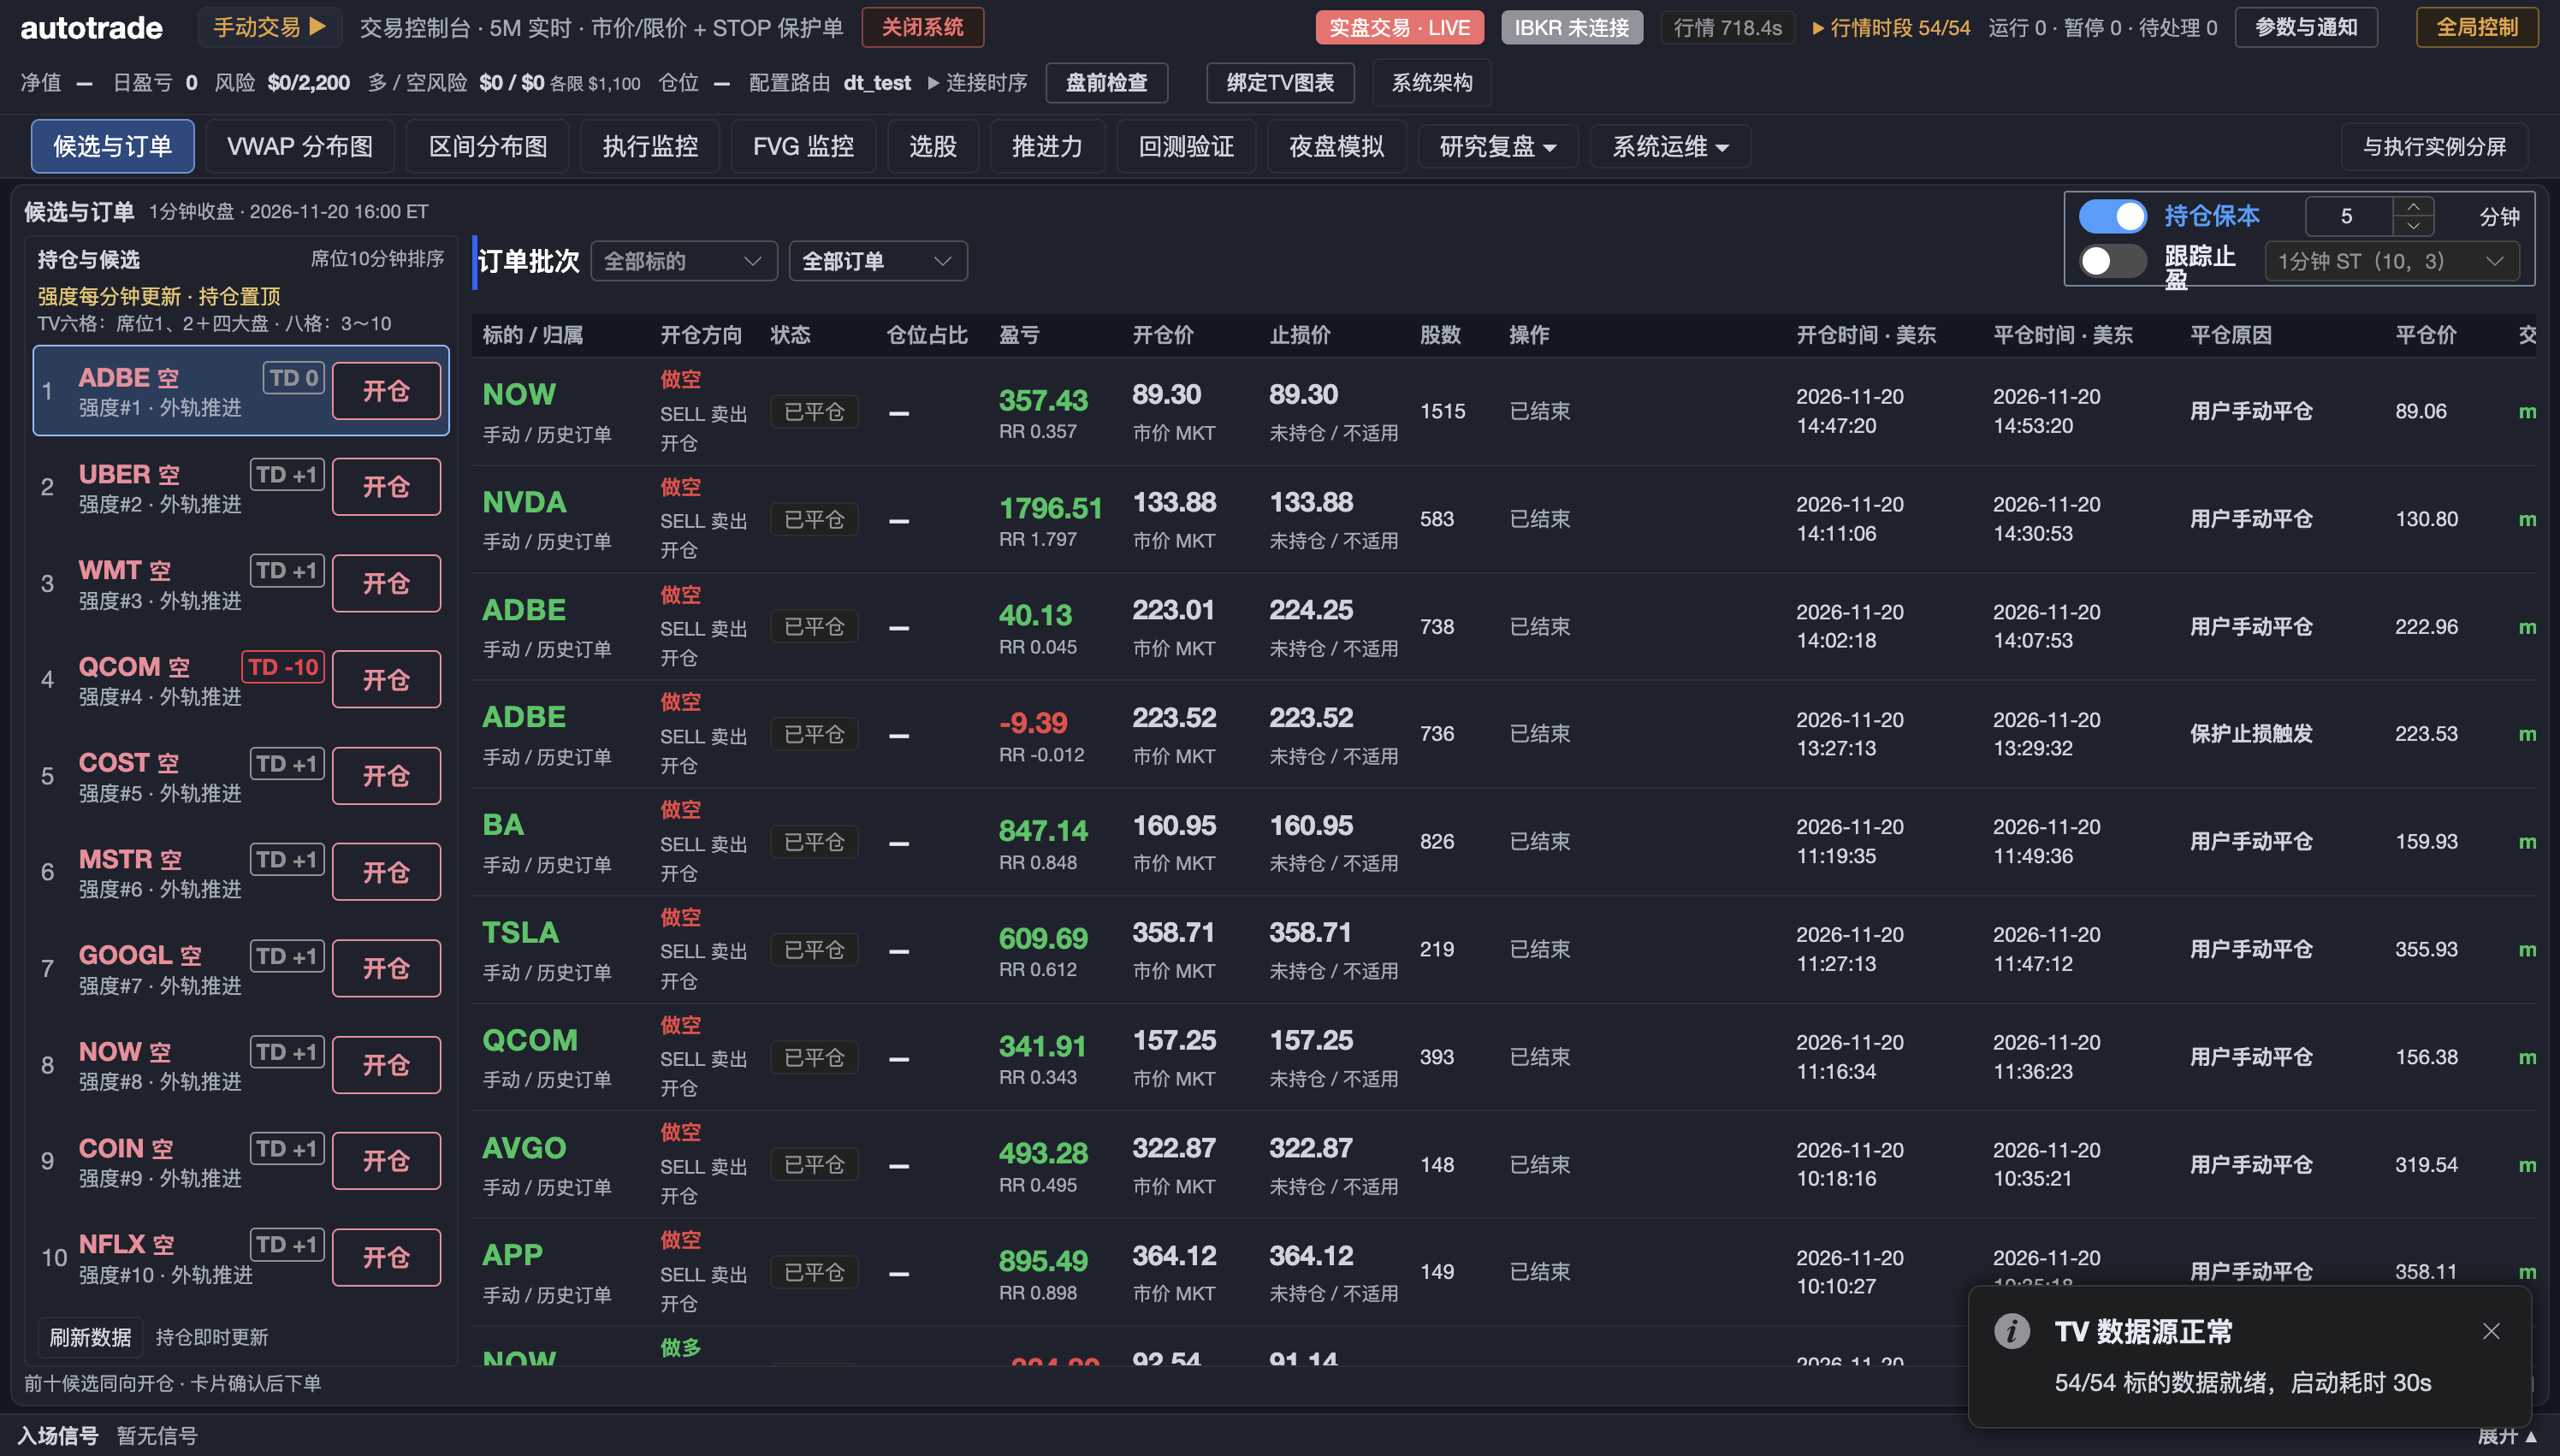 autotrade 手动交易 ▶ 交易控制台 · 5M 实时 · 市价/限价 + STOP 保护单 关闭系统 实盘交易 · LIVE IBKR 未连接 行情 718.4s ▶ 行情时段 54/54 运行 0 · 暂停 0 · 待处理 0 参数与通知 全局控制
净值 — 日盈亏 0 风险 $0/2,200 多 / 空风险 $0 / $0 各限 $1,100 仓位 — 配置路由 dt_test ▶ 连接时序 盘前检查 绑定TV图表 系统架构
候选与订单 VWAP 分布图 区间分布图 执行监控 FVG 监控 选股 推进力 回测验证 夜盘模拟 研究复盘 系统运维 与执行实例分屏
候选与订单 1分钟收盘 · 2026-11-20 16:00 ET
持仓保本 5 分钟
跟踪止盈 1分钟 ST（10，3）
持仓与候选 席位10分钟排序
强度每分钟更新 · 持仓置顶
TV六格：席位1、2＋四大盘 · 八格：3～10
1 ADBE 空 TD 0 开仓
强度#1 · 外轨推进
2 UBER 空 TD +1 开仓
强度#2 · 外轨推进
3 WMT 空 TD +1 开仓
强度#3 · 外轨推进
4 QCOM 空 TD -10 开仓
强度#4 · 外轨推进
5 COST 空 TD +1 开仓
强度#5 · 外轨推进
6 MSTR 空 TD +1 开仓
强度#6 · 外轨推进
7 GOOGL 空 TD +1 开仓
强度#7 · 外轨推进
8 NOW 空 TD +1 开仓
强度#8 · 外轨推进
9 COIN 空 TD +1 开仓
强度#9 · 外轨推进
10 NFLX 空 TD +1 开仓
强度#10 · 外轨推进
刷新数据 持仓即时更新
前十候选同向开仓 · 卡片确认后下单
订单批次 全部标的 全部订单
标的 / 归属 开仓方向 状态 仓位占比 盈亏 开仓价 止损价 股数 操作 开仓时间 · 美东 平仓时间 · 美东 平仓原因 平仓价 交
NOW 做空 已平仓 — 357.43 89.30 89.30 1515 已结束 2026-11-20 2026-11-20 用户手动平仓 89.06 m
手动 / 历史订单 SELL 卖出 开仓 RR 0.357 市价 MKT 未持仓 / 不适用 14:47:20 14:53:20
NVDA 做空 已平仓 — 1796.51 133.88 133.88 583 已结束 2026-11-20 2026-11-20 用户手动平仓 130.80 m
手动 / 历史订单 SELL 卖出 开仓 RR 1.797 市价 MKT 未持仓 / 不适用 14:11:06 14:30:53
ADBE 做空 已平仓 — 40.13 223.01 224.25 738 已结束 2026-11-20 2026-11-20 用户手动平仓 222.96 m
手动 / 历史订单 SELL 卖出 开仓 RR 0.045 市价 MKT 未持仓 / 不适用 14:02:18 14:07:53
ADBE 做空 已平仓 — -9.39 223.52 223.52 736 已结束 2026-11-20 2026-11-20 保护止损触发 223.53 m
手动 / 历史订单 SELL 卖出 开仓 RR -0.012 市价 MKT 未持仓 / 不适用 13:27:13 13:29:32
BA 做空 已平仓 — 847.14 160.95 160.95 826 已结束 2026-11-20 2026-11-20 用户手动平仓 159.93 m
手动 / 历史订单 SELL 卖出 开仓 RR 0.848 市价 MKT 未持仓 / 不适用 11:19:35 11:49:36
TSLA 做空 已平仓 — 609.69 358.71 358.71 219 已结束 2026-11-20 2026-11-20 用户手动平仓 355.93 m
手动 / 历史订单 SELL 卖出 开仓 RR 0.612 市价 MKT 未持仓 / 不适用 11:27:13 11:47:12
QCOM 做空 已平仓 — 341.91 157.25 157.25 393 已结束 2026-11-20 2026-11-20 用户手动平仓 156.38 m
手动 / 历史订单 SELL 卖出 开仓 RR 0.343 市价 MKT 未持仓 / 不适用 11:16:34 11:36:23
AVGO 做空 已平仓 — 493.28 322.87 322.87 148 已结束 2026-11-20 2026-11-20 用户手动平仓 319.54 m
手动 / 历史订单 SELL 卖出 开仓 RR 0.495 市价 MKT 未持仓 / 不适用 10:18:16 10:35:21
APP 做空 已平仓 — 895.49 364.12 364.12 149 已结束 2026-11-20 2026-11-20 用户手动平仓 358.11 m
手动 / 历史订单 SELL 卖出 开仓 RR 0.898 市价 MKT 未持仓 / 不适用 10:10:27
NOW 做多 92.54 91.14 2026-11-20
TV 数据源正常
54/54 标的数据就绪，启动耗时 30s
入场信号 暂无信号 展开 ▲